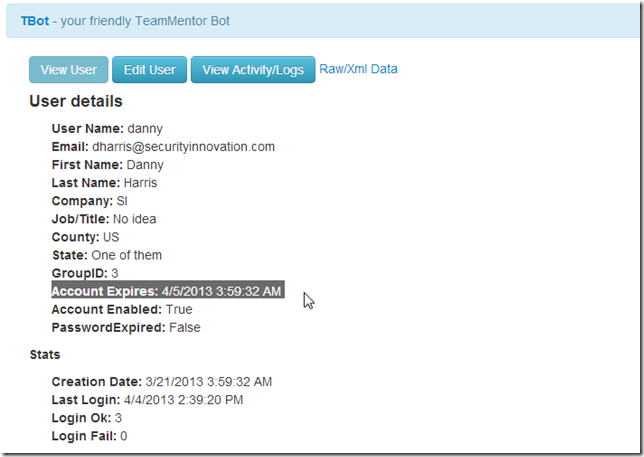 TBot - your friendly TeamMentor Bot
View User Edit User View Activity/Logs Raw/Xml Data
User details
User Name: danny
Email: dharris@securityinnovation.com
First Name: Danny
Last Name: Harris
Company: SI
Job/Title: No idea
County: US
State: One of them
GroupID: 3
Account Expires: 4/5/2013 3:59:32 AM
Account Enabled: True
PasswordExpired: False
Stats
Creation Date: 3/21/2013 3:59:32 AM
Last Login: 4/4/2013 2:39:20 PM
Login Ok: 3
Login Fail: 0